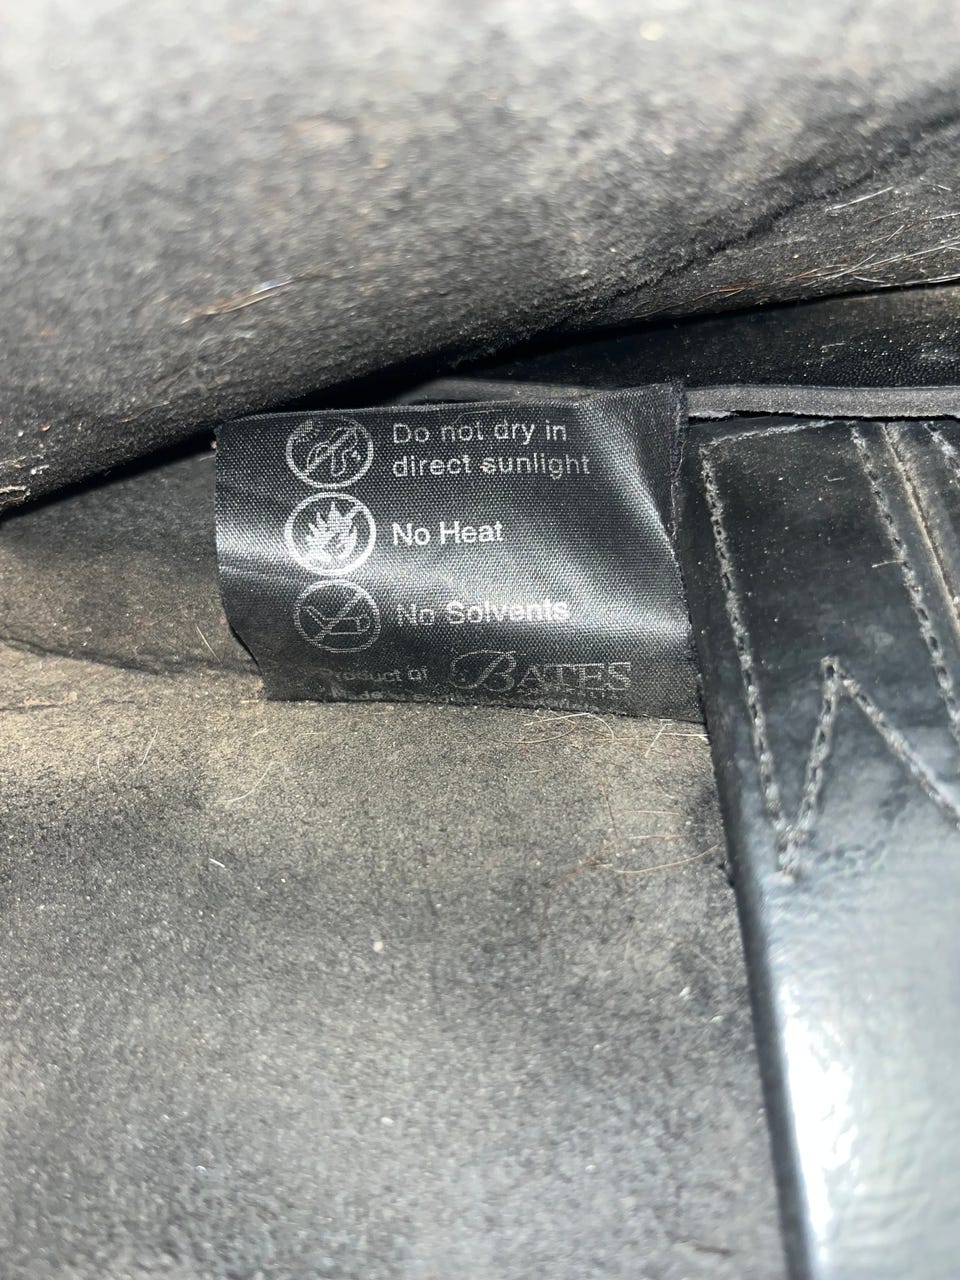 Do not dry in
direct sunlight
No Heat
No Solvents
Product of BATES